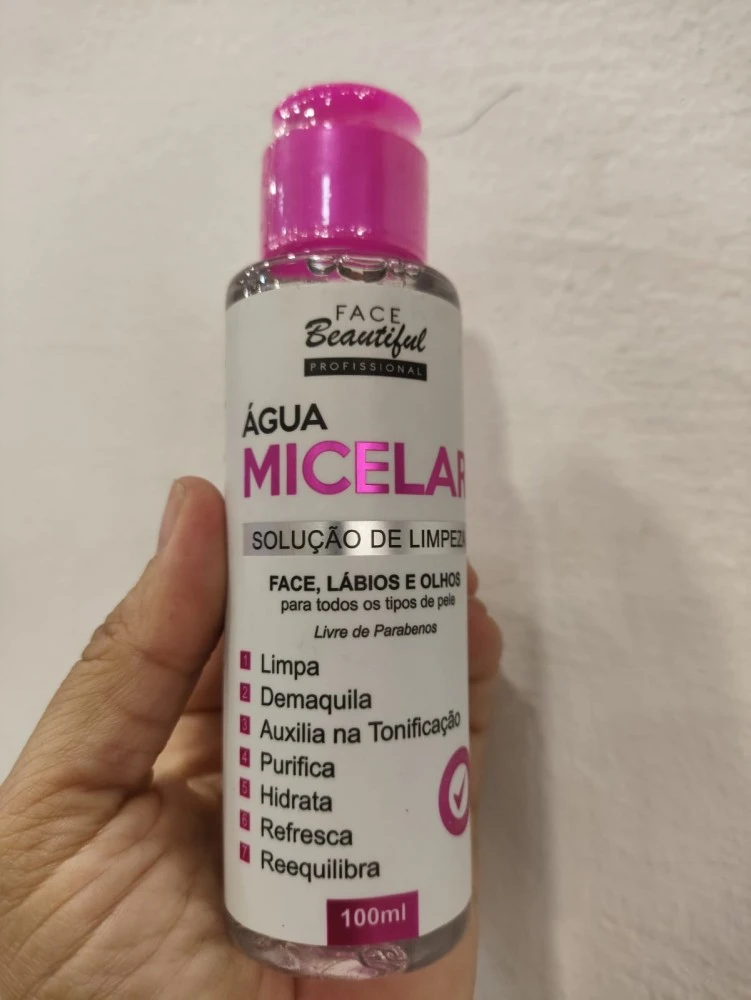 FACE
Beautiful
PROFISSIONAL
ÁGUA
MICELAR
SOLUÇÃO DE LIMPEZA
FACE, LÁBIOS E OLHOS
para todos os tipos de pele
Livre de Parabenos
1 Limpa
2 Demaquila
3 Auxilia na Tonificação
4 Purifica
5 Hidrata
6 Refresca
7 Reequilibra
100ml